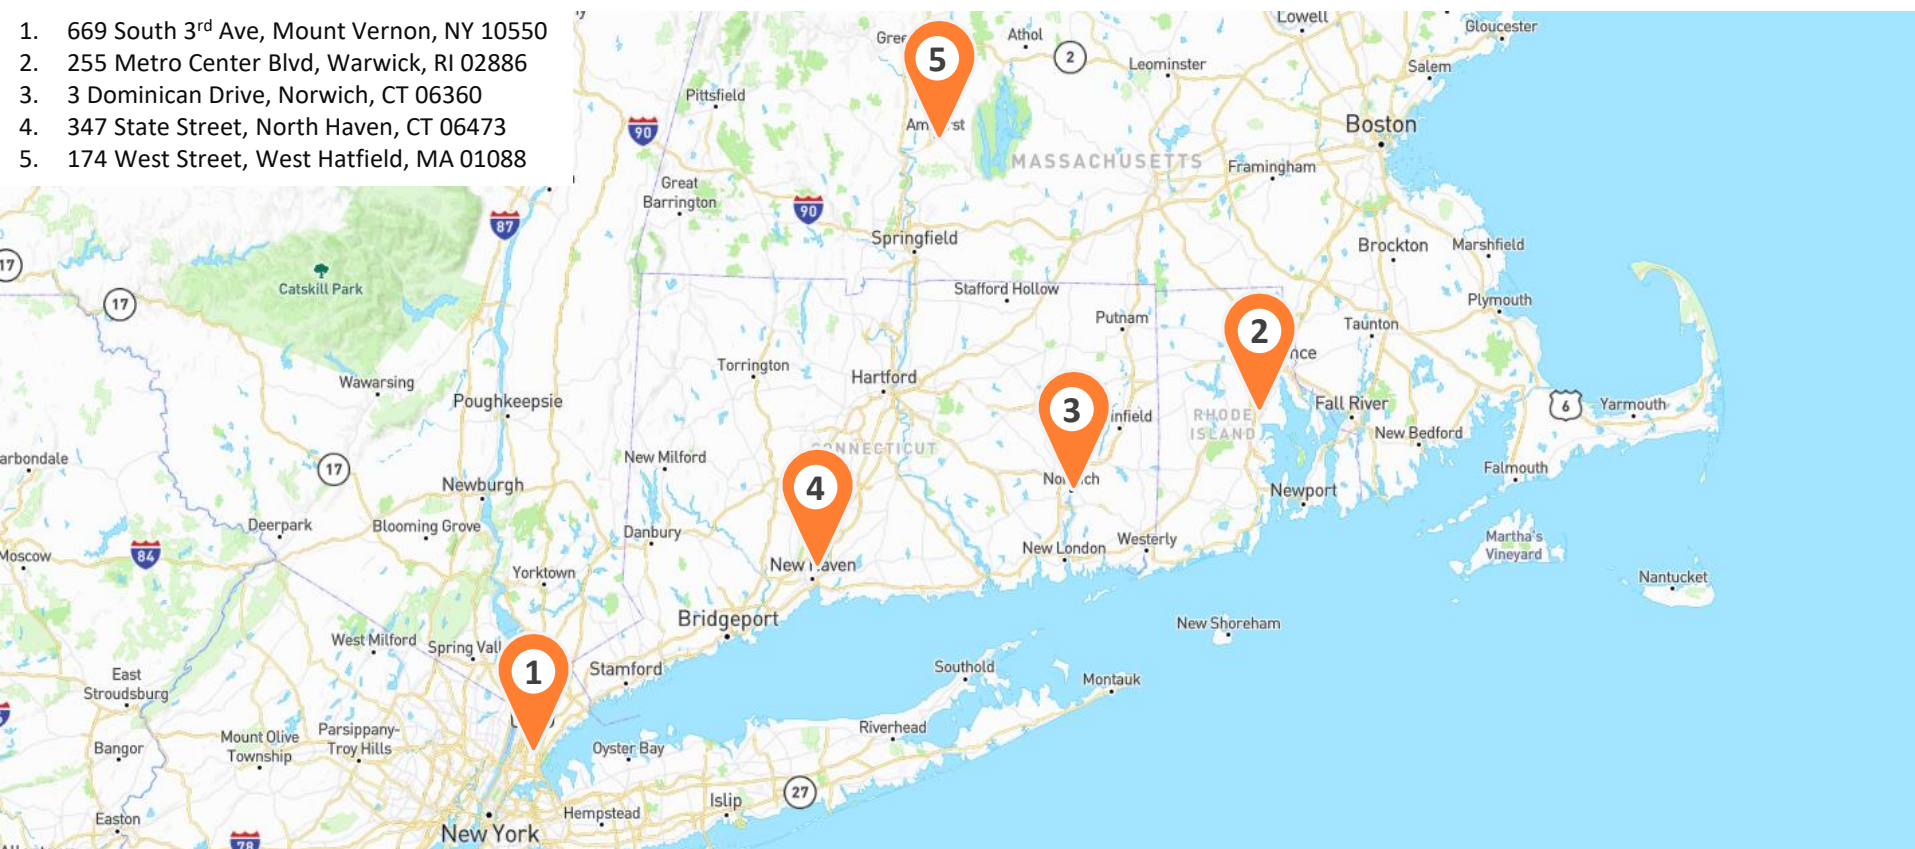 1. 669 South 3rd Ave, Mount Vernon, NY 10550
2. 255 Metro Center Blvd, Warwick, RI 02886
3. 3 Dominican Drive, Norwich, CT 06360
4. 347 State Street, North Haven, CT 06473
5. 174 West Street, West Hatfield, MA 01088
Lowell
Gloucester
Athol
2
Leominster
Salem
5
Pittsfield
90
Boston
MASSACHUSETTS
Framingham
Great
Barrington
90
87
Springfield
Brockton
Marshfield
17
Catskill Park
17
Stafford Hollow
Plymouth
Putnam
Taunton
2
Torrington
Hartford
Wawarsing
Poughkeepsie
3
RHODE
ISLAND
Fall River
6
Yarmouth
New Bedford
17
New Milford
4
Falmouth
Newburgh
Newport
Deerpark
Blooming Grove
Danbury
New London
Westerly
Martha's
Vineyard
Moscow
84
Yorktown
Nantucket
Bridgeport
New Shoreham
West Milford
1
Stamford
Southold
Montauk
East
Stroudsburg
Riverhead
Bangor
Mount Olive
Township
Parsippany-
Troy Hills
Oyster Bay
Islip
27
Hempstead
Easton
New York
78